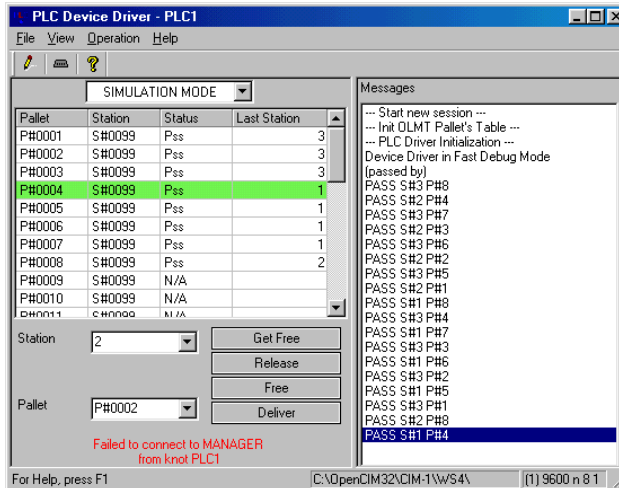 PLC Device Driver - PLC1
File View Operation Help
SIMULATION MODE
Pallet Station Status Last Station
P#0001 S#0099 Pss 3
P#0002 S#0099 Pss 3
P#0003 S#0099 Pss 3
P#0004 S#0099 Pss 1
P#0005 S#0099 Pss 1
P#0006 S#0099 Pss 1
P#0007 S#0099 Pss 1
P#0008 S#0099 Pss 2
P#0009 S#0099 N/A
P#0010 S#0099 N/A
P#0011 S#0099 N/A
Station 2
Get Free
Release
Free
Pallet P#0002
Deliver
Failed to connect to MANAGER
from knot PLC1
Messages
--- Start new session ---
--- Init OLMT Pallet's Table ---
--- PLC Driver Initialization ---
Device Driver in Fast Debug Mode
(passed by)
PASS S#3 P#8
PASS S#2 P#4
PASS S#3 P#7
PASS S#2 P#3
PASS S#3 P#6
PASS S#2 P#2
PASS S#3 P#5
PASS S#2 P#1
PASS S#1 P#8
PASS S#3 P#4
PASS S#1 P#7
PASS S#3 P#3
PASS S#1 P#6
PASS S#3 P#2
PASS S#1 P#5
PASS S#3 P#1
PASS S#2 P#8
PASS S#1 P#4
For Help, press F1
C:\OpenCIM32\CIM-1\WS4\
(1) 9600 n 8 1